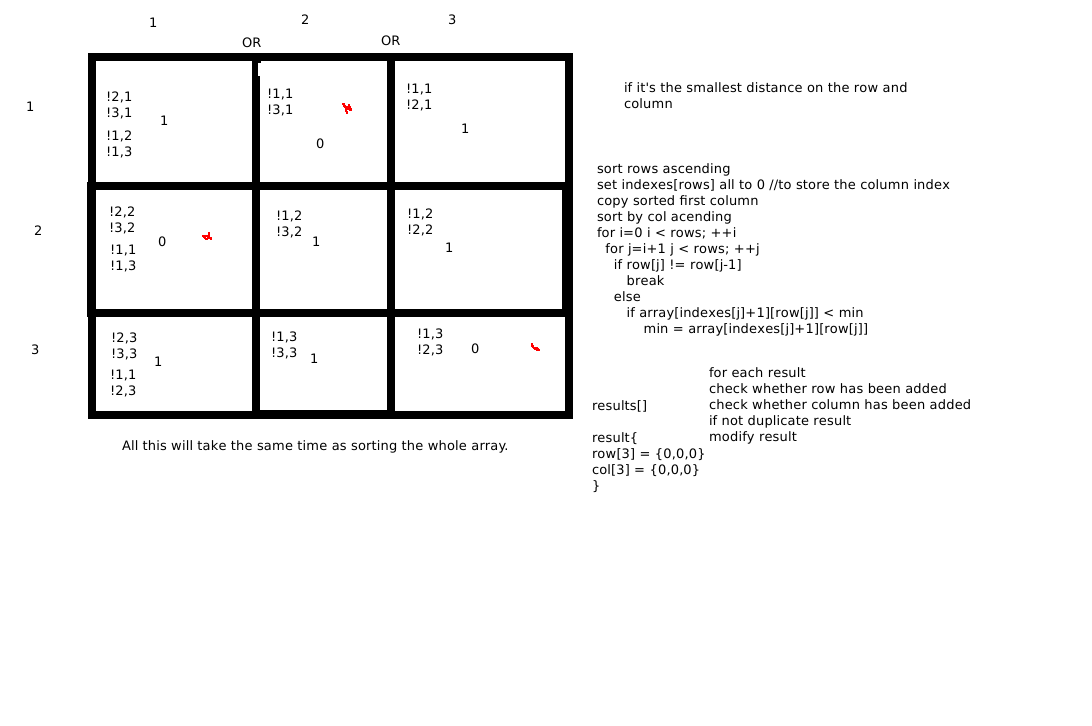 1 2 3
OR OR
1
!2,1
!3,1
!1,2
!1,3
1
!1,1
!3,1
0
!1,1
!2,1
1
2
!2,2
!3,2
!1,1
!1,3
0
!1,2
!3,2
1
!1,2
!2,2
1
3
!2,3
!3,3
!1,1
!2,3
1
!1,3
!3,3
1
!1,3
!2,3
0
All this will take the same time as sorting the whole array.
if it's the smallest distance on the row and
column
sort rows ascending
set indexes[rows] all to 0 //to store the column index
copy sorted first column
sort by col acending
for i=0 i < rows; ++i
for j=i+1 j < rows; ++j
if row[j] != row[j-1]
break
else
if array[indexes[j]+1][row[j]] < min
min = array[indexes[j]+1][row[j]]
for each result
check whether row has been added
check whether column has been added
if not duplicate result
modify result
results[]
result{
row[3] = {0,0,0}
col[3] = {0,0,0}
}